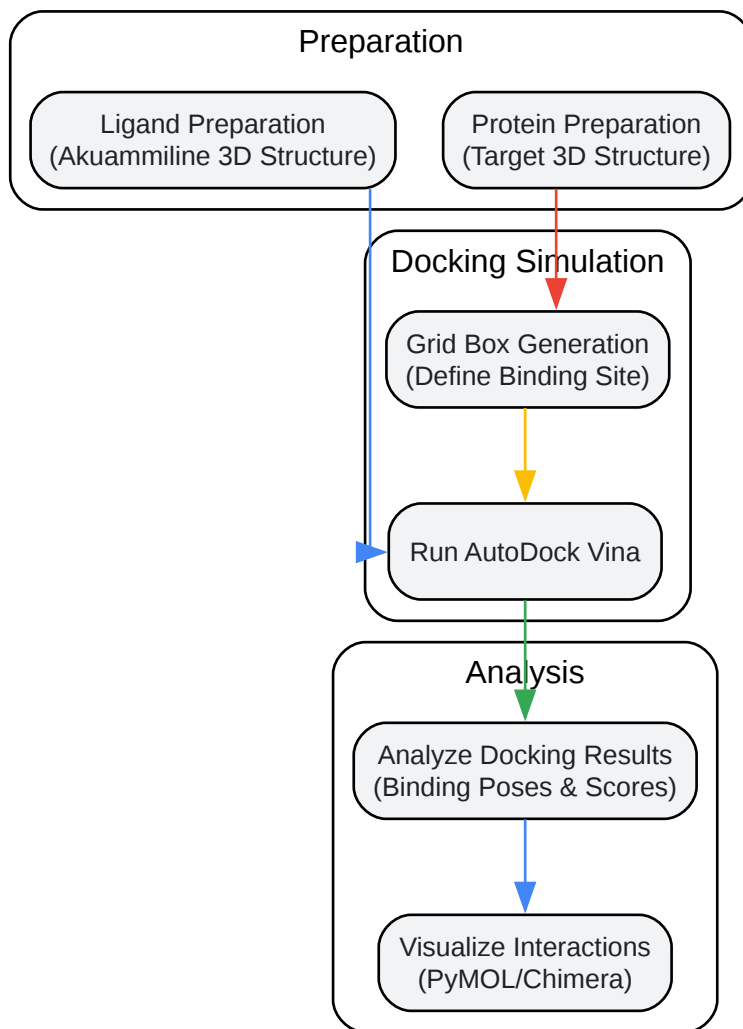 Preparation
Ligand Preparation
(Akuammiline 3D Structure)
Protein Preparation
(Target 3D Structure)
Docking Simulation
Grid Box Generation
(Define Binding Site)
Run AutoDock Vina
Analysis
Analyze Docking Results
(Binding Poses & Scores)
Visualize Interactions
(PyMOL/Chimera)